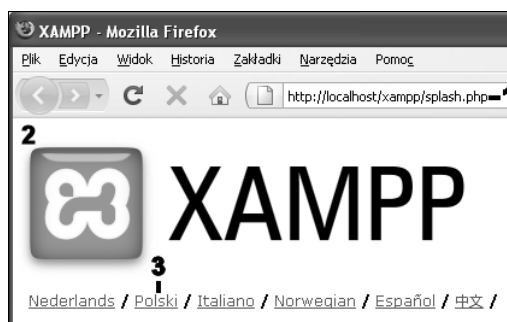 XAMPP - Mozilla Firefox
Plik Edycja Widok Historia Zakładki Narzędzia Pomoc
http://localhost/xampp/splash.php
2
XAMPP
3
Nederlands / Polski / Italiano / Norwegian / Español / 中文 /